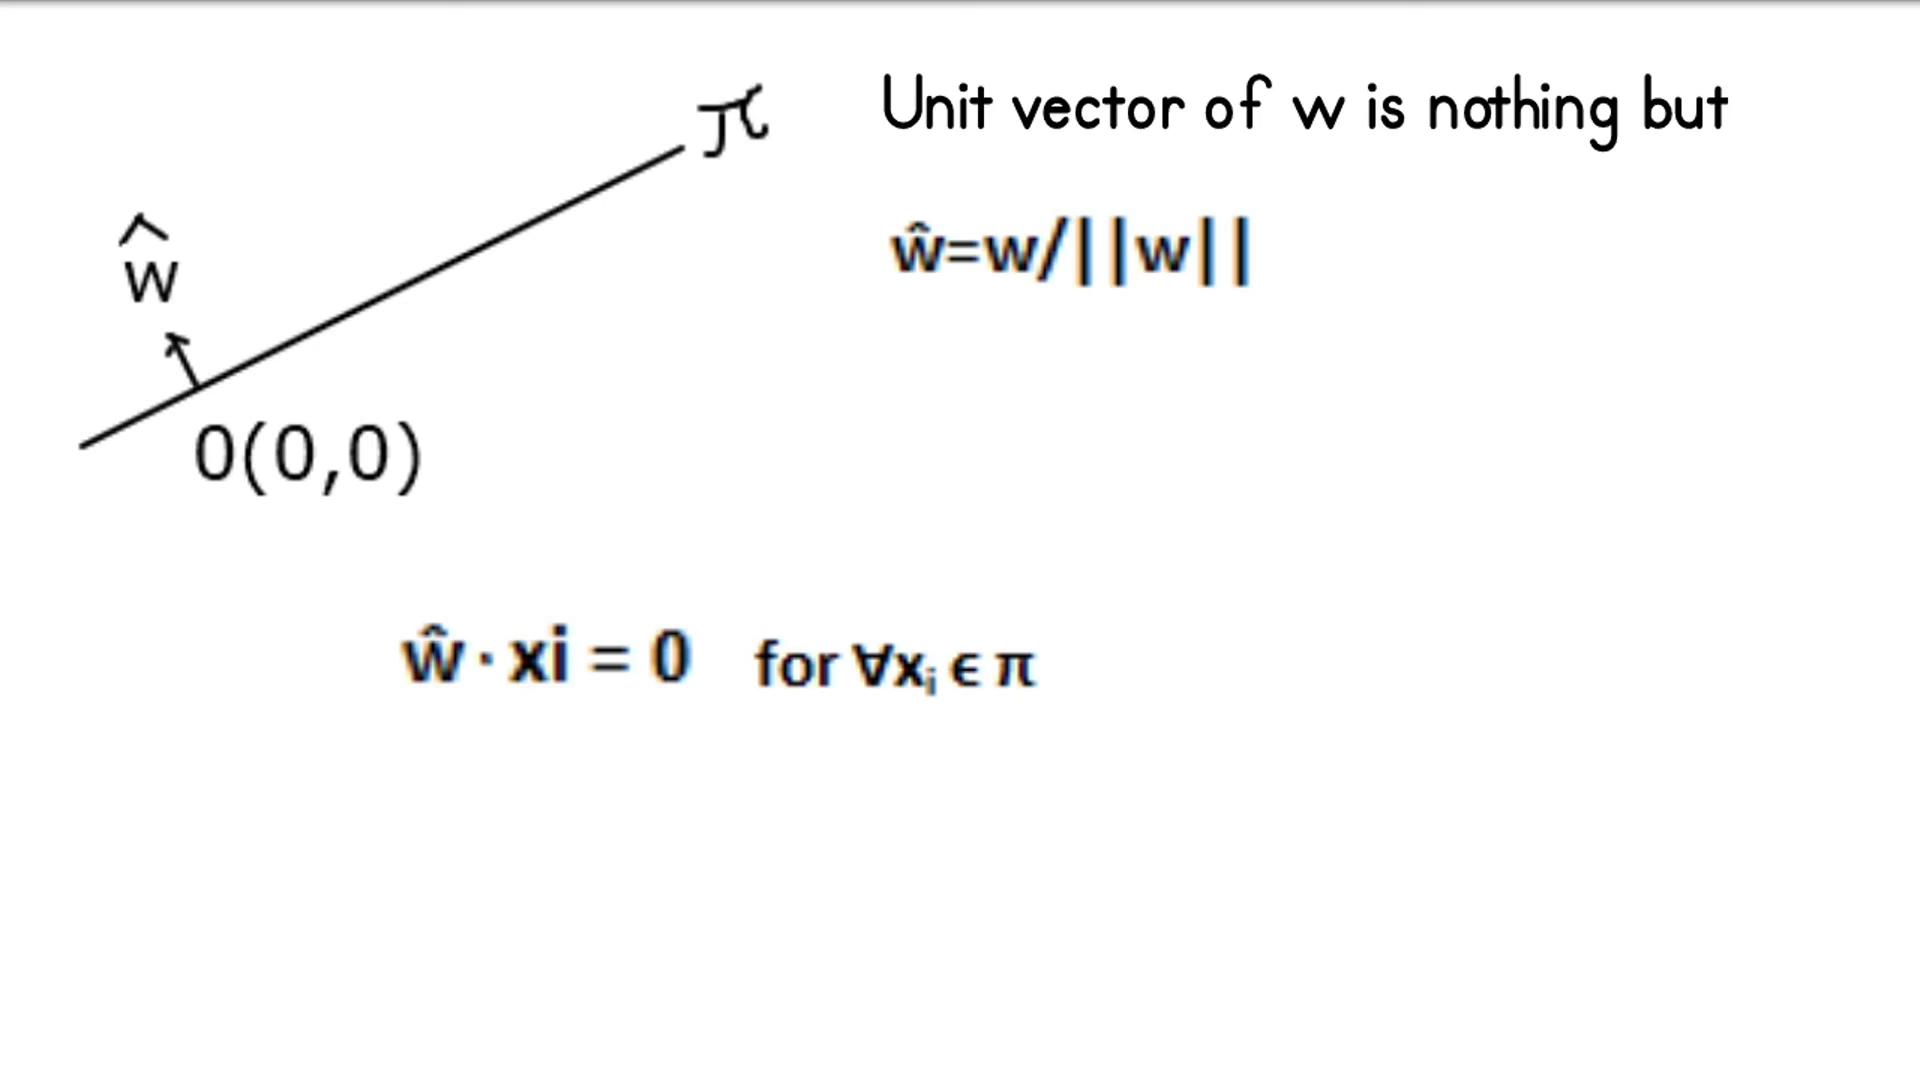 π
Unit vector of w is nothing but
ŵ
ŵ=w/||w||
0(0,0)
ŵ · xi = 0 for ∀xᵢ ϵ π